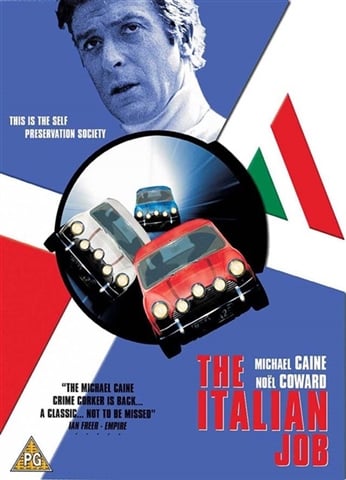 THIS IS THE SELF
PRESERVATION SOCIETY
MICHAEL CAINE
NOËL COWARD
THE
ITALIAN
JOB
"THE MICHAEL CAINE
CRIME CORKER IS BACK...
A CLASSIC... NOT TO BE MISSED"
IAN FREER - EMPIRE
PG